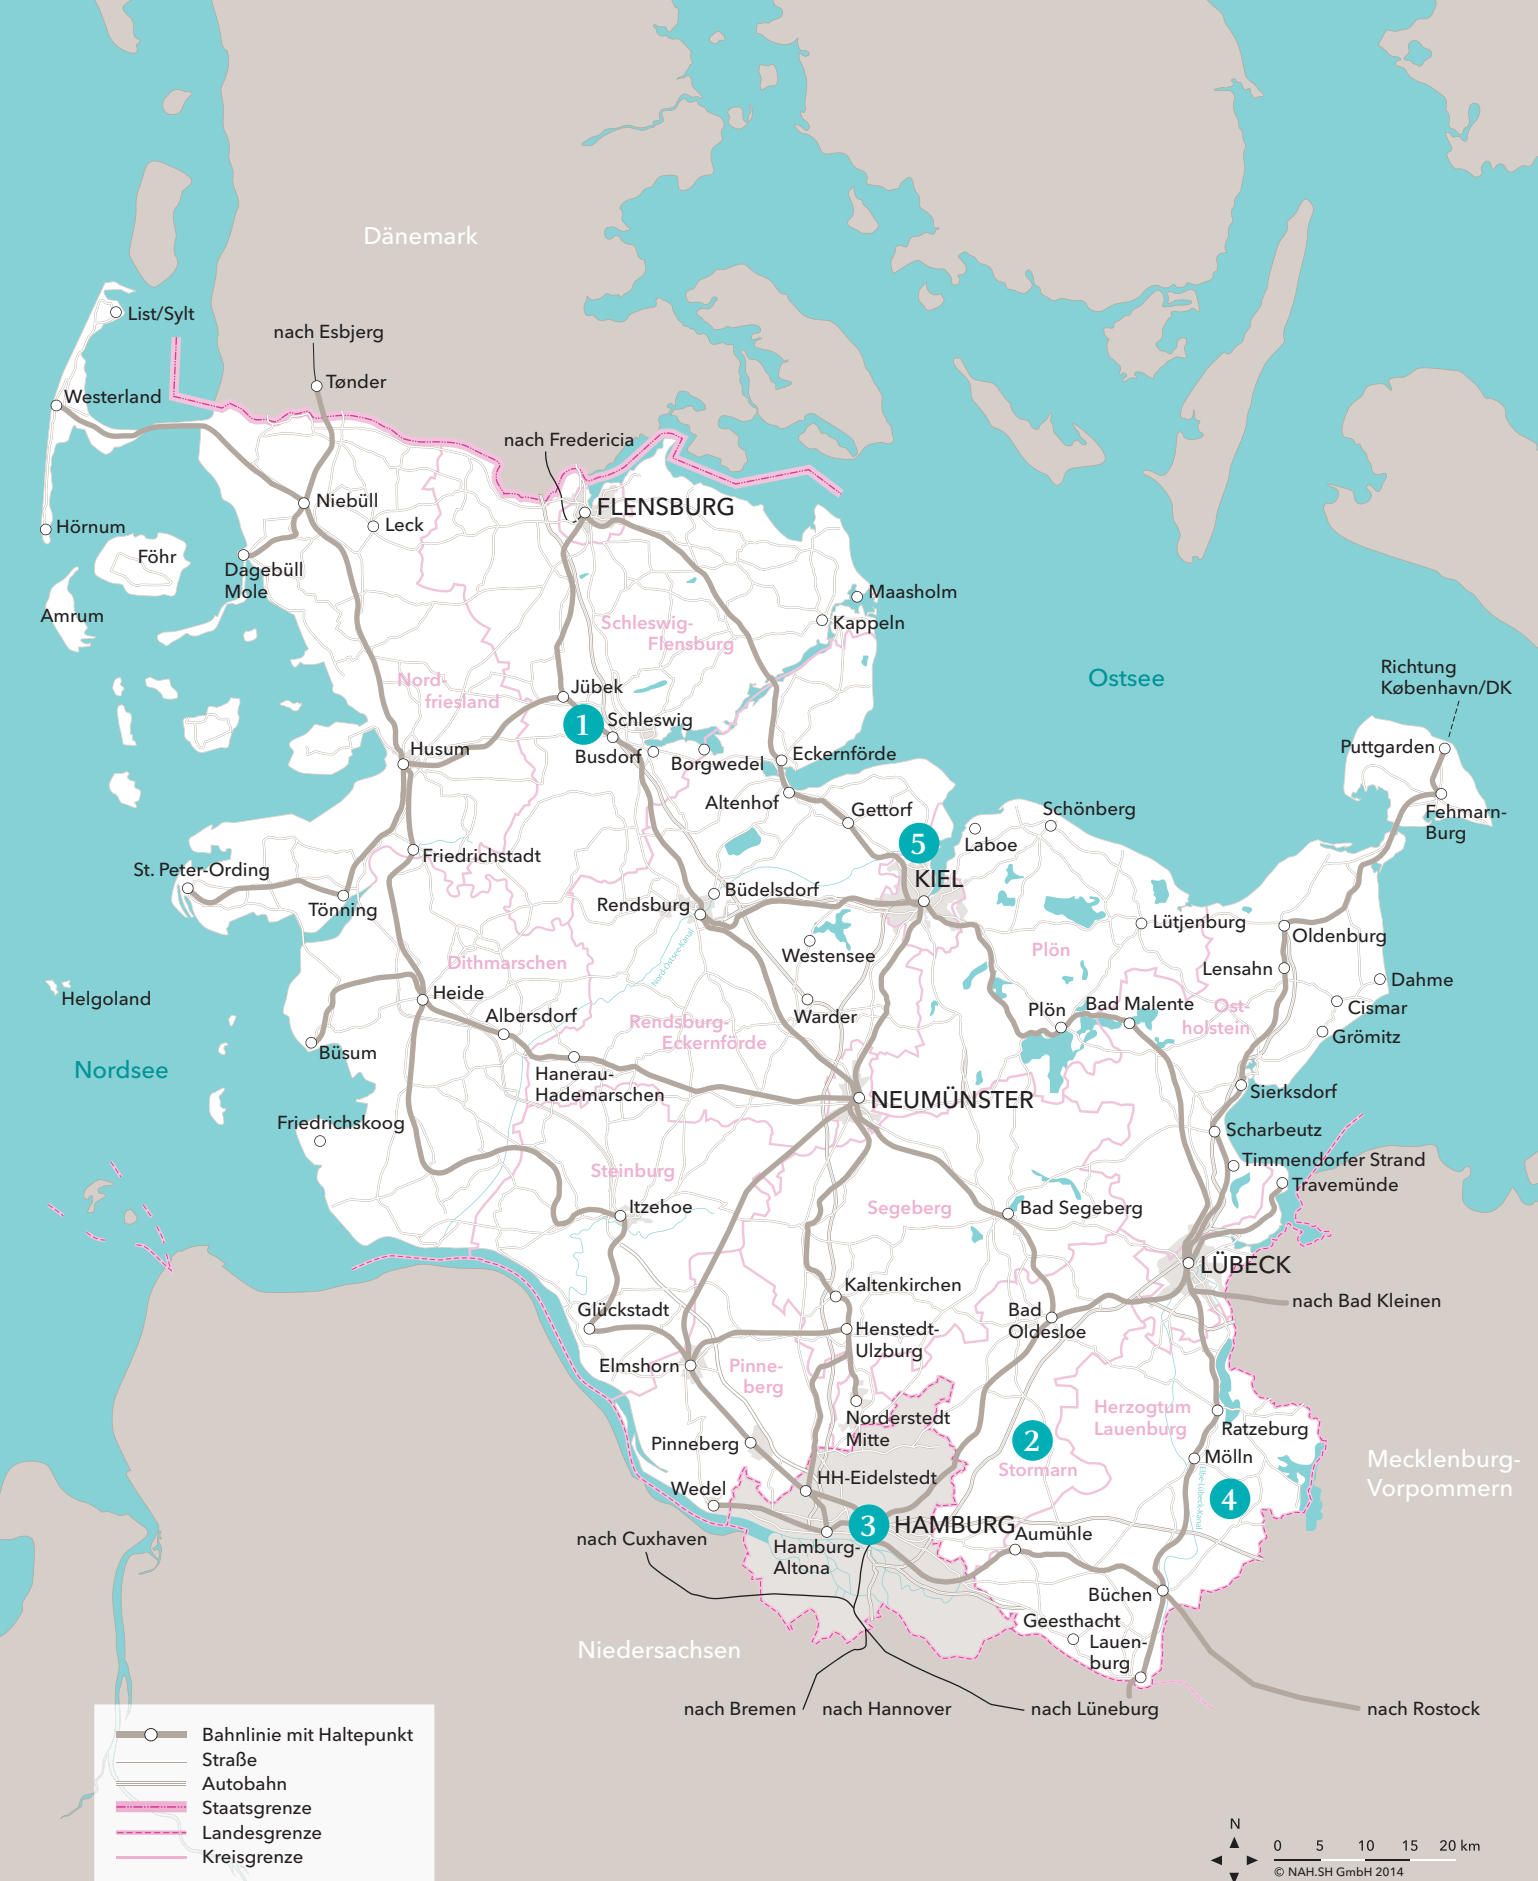 Dänemark
List/Sylt
nach Esbjerg
Tønder
Westerland
nach Fredericia
Niebüll
FLENSBURG
Leck
Hörnum
Föhr
Dagebüll
Mole
Amrum
Maasholm
Kappeln
Schleswig-
Flensburg
Ostsee
Richtung
København/DK
Nord-
friesland
Jübek
1
Schleswig
Husum
Busdorf
Borgwedel
Eckernförde
Puttgarden
Altenhof
Gettorf
Schönberg
Fehmarn-
Burg
5
Laboe
Friedrichstadt
St. Peter-Ording
KIEL
Büdelsdorf
Rendsburg
Tönning
Lütjenburg
Oldenburg
Nord-Ostsee-Kanal
Westensee
Plön
Dithmarschen
Lensahn
Dahme
Helgoland
Heide
Cismar
Albersdorf
Warder
Plön
Bad Malente
Ost-
holstein
Grömitz
Rendsburg-
Eckernförde
Büsum
Nordsee
Hanerau-
Hademarschen
NEUMÜNSTER
Sierksdorf
Friedrichskoog
Scharbeutz
Timmendorfer Strand
Travemünde
Steinburg
Itzehoe
Segeberg
Bad Segeberg
LÜBECK
Kaltenkirchen
nach Bad Kleinen
Glückstadt
Bad
Oldesloe
Henstedt-
Ulzburg
Elmshorn
Pinne-
berg
Norderstedt
Mitte
Herzogtum
Lauenburg
Ratzeburg
Pinneberg
2
Stormarn
Mölln
Mecklenburg-
Vorpommern
HH-Eidelstedt
Wedel
Elbe-Lübeck-Kanal
4
3
HAMBURG
nach Cuxhaven
Hamburg-
Altona
Aumühle
Büchen
Geesthacht
Lauen-
burg
Niedersachsen
nach Bremen
nach Hannover
nach Lüneburg
nach Rostock
Bahnlinie mit Haltepunkt
Straße
Autobahn
Staatsgrenze
Landesgrenze
Kreisgrenze
N
0 5 10 15 20 km
© NAH.SH GmbH 2014